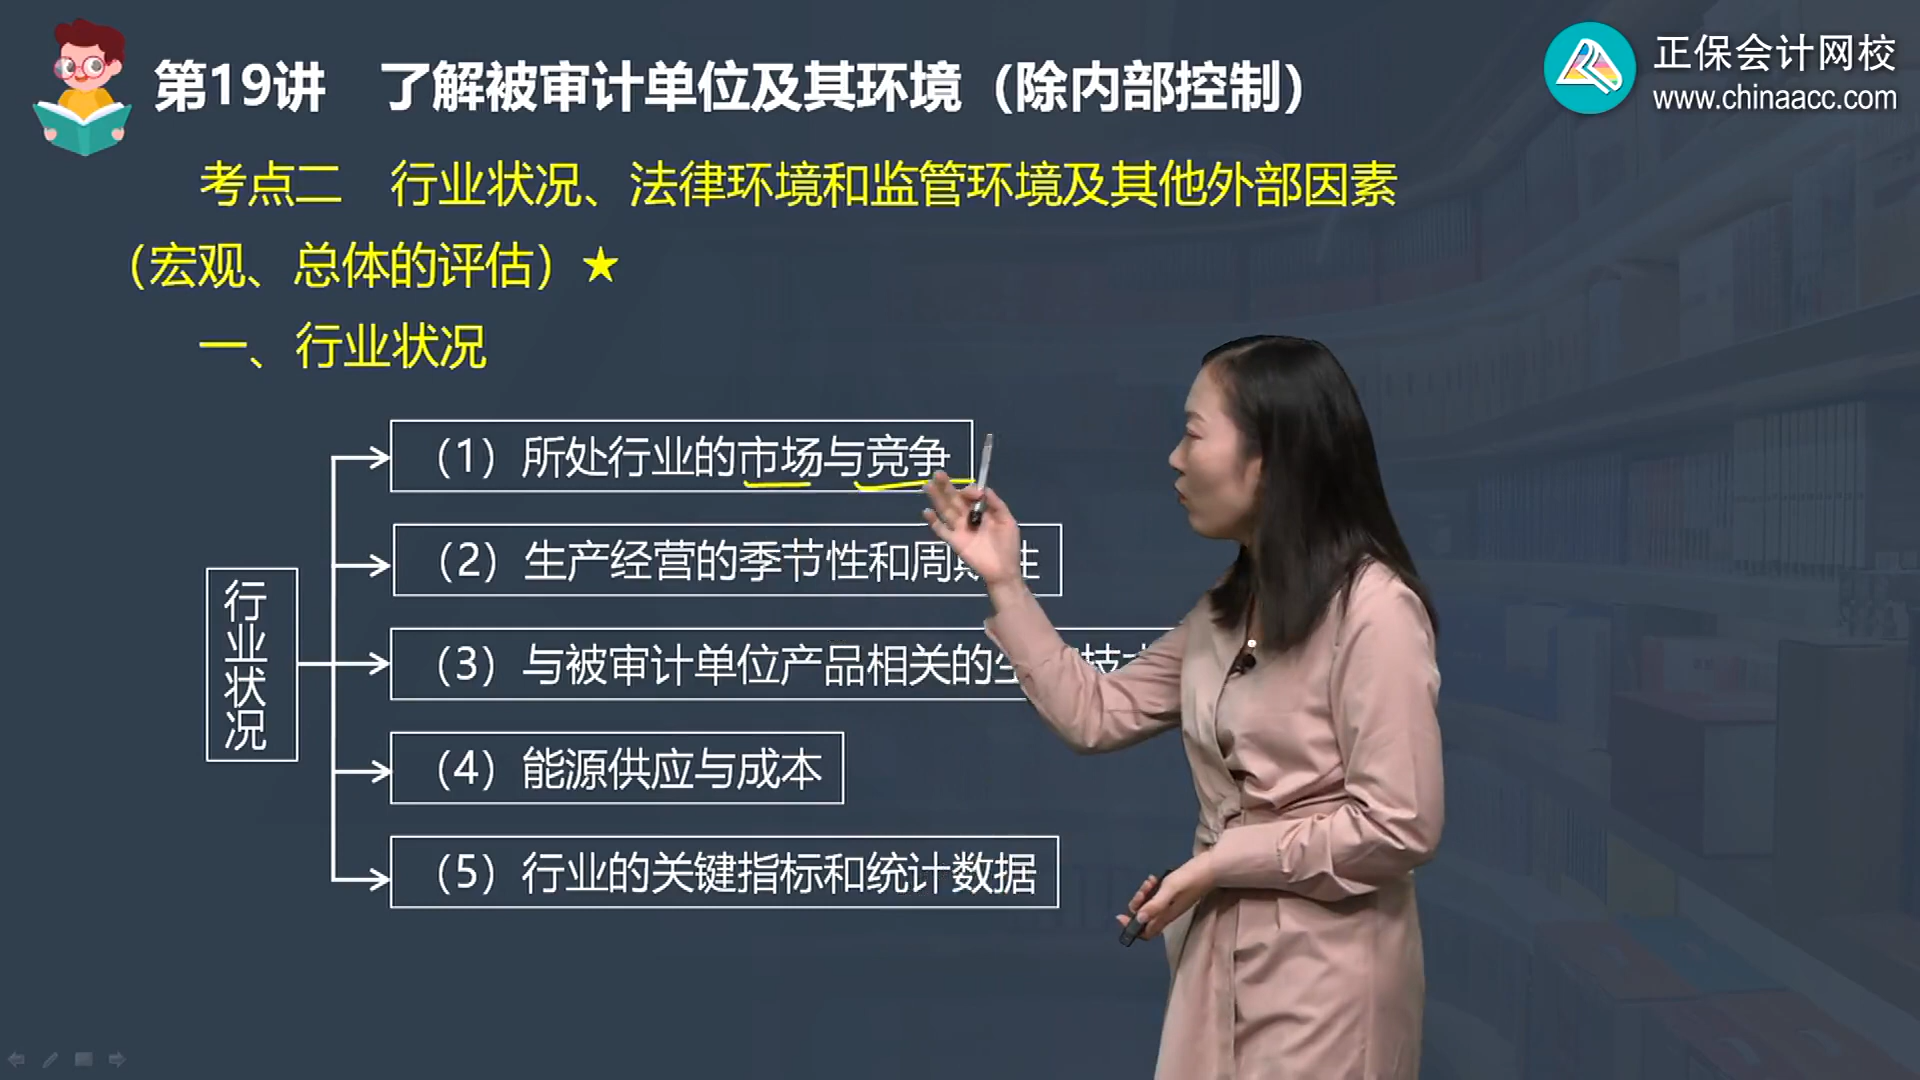 第19讲　了解被审计单位及其环境（除内部控制）
正保会计网校
www.chinaacc.com
考点二　行业状况、法律环境和监管环境及其他外部因素
（宏观、总体的评估）★
一、行业状况
行业状况
（1）所处行业的市场与竞争
（2）生产经营的季节性和周期性
（3）与被审计单位产品相关的生 技术
（4）能源供应与成本
（5）行业的关键指标和统计数据